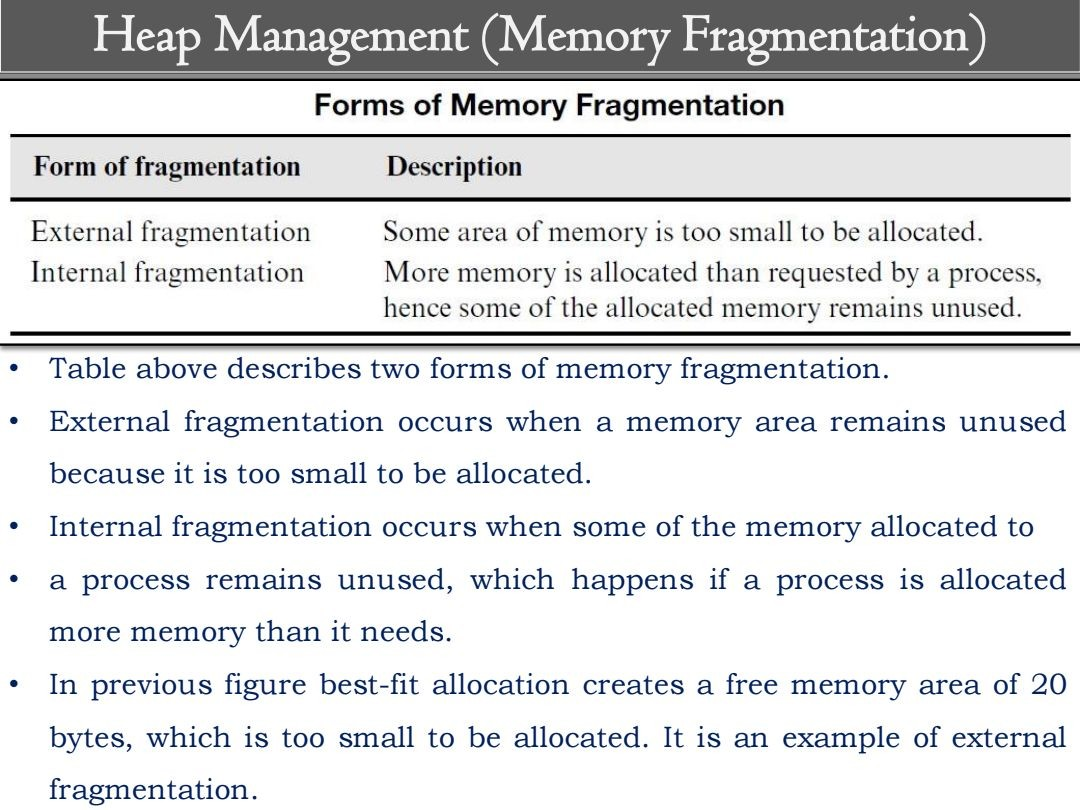 Heap Management (Memory Fragmentation)
Forms of Memory Fragmentation
Form of fragmentation Description
External fragmentation Some area of memory is too small to be allocated.
Internal fragmentation More memory is allocated than requested by a process,
hence some of the allocated memory remains unused.
• Table above describes two forms of memory fragmentation.
• External fragmentation occurs when a memory area remains unused
because it is too small to be allocated.
• Internal fragmentation occurs when some of the memory allocated to
• a process remains unused, which happens if a process is allocated
more memory than it needs.
• In previous figure best-fit allocation creates a free memory area of 20
bytes, which is too small to be allocated. It is an example of external
fragmentation.